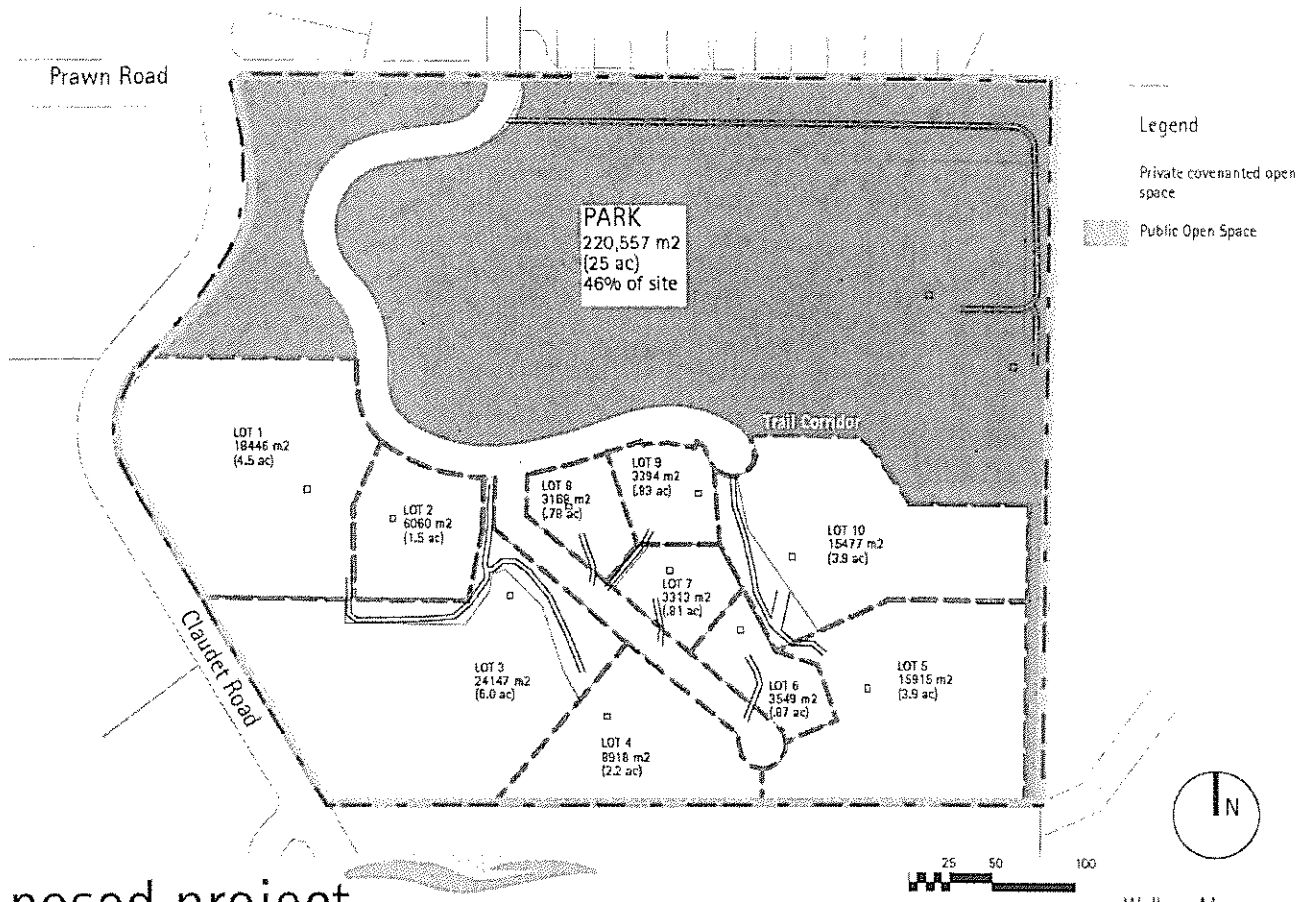 Prawn Road
Legend
Private covenanted open
space
Public Open Space
PARK
220,557 m2
(25 ac)
46% of site
Trail Corridor
LOT 1
18446 m2
(4.5 ac)
LOT 2
6060 m2
(1.5 ac)
LOT 8
3168 m2
(.78 ac)
LOT 9
3394 m2
(.83 ac)
LOT 10
15477 m2
(3.9 ac)
LOT 7
3313 m2
(.81 ac)
Claudet Road
LOT 3
24147 m2
(6.0 ac)
LOT 6
3549 m2
(.87 ac)
LOT 5
15915 m2
(3.9 ac)
LOT 4
8918 m2
(2.2 ac)
N
25 50 100
project